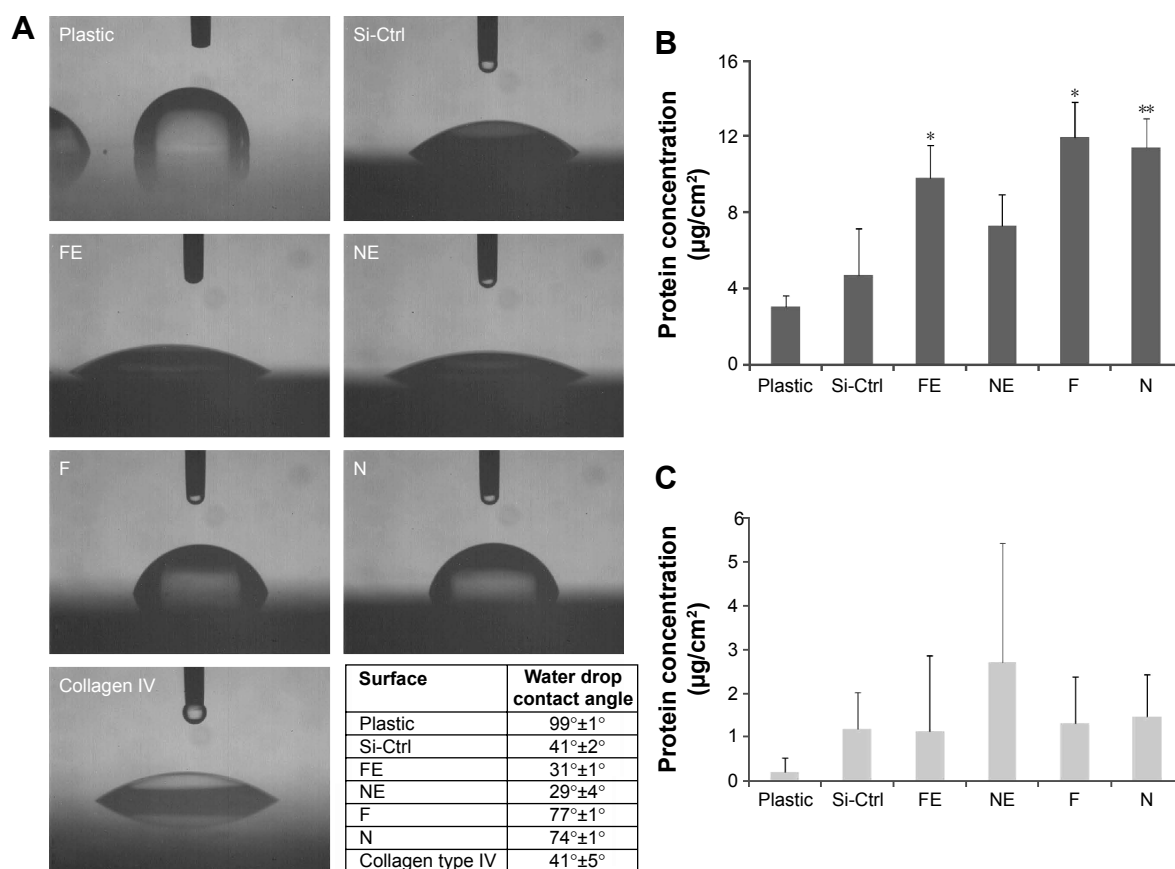 A
Plastic
Si-Ctrl
FE
NE
F
N
Collagen IV
Surface Water drop contact angle
Plastic 99°±1°
Si-Ctrl 41°±2°
FE 31°±1°
NE 29°±4°
F 77°±1°
N 74°±1°
Collagen type IV 41°±5°
B
Protein concentration
(µg/cm²)
16
12
8
4
0
* * **
Plastic Si-Ctrl FE NE F N
C
Protein concentration
(µg/cm²)
6
5
4
3
2
1
0
Plastic Si-Ctrl FE NE F N